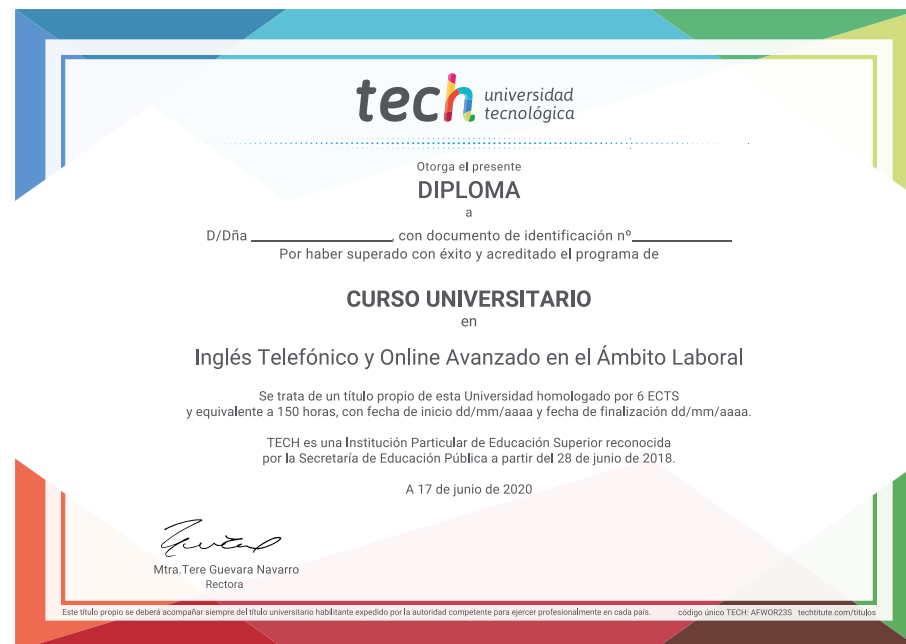 tech universidad
tecnológica
Otorga el presente
DIPLOMA
a
D/Dña ______________, con documento de identificación nº__________
Por haber superado con éxito y acreditado el programa de
CURSO UNIVERSITARIO
en
Inglés Telefónico y Online Avanzado en el Ámbito Laboral
Se trata de un título propio de esta Universidad homologado por 6 ECTS
y equivalente a 150 horas, con fecha de inicio dd/mm/aaaa y fecha de finalización dd/mm/aaaa.
TECH es una Institución Particular de Educación Superior reconocida
por la Secretaría de Educación Pública a partir del 28 de junio de 2018.
A 17 de junio de 2020
Mtra.Tere Guevara Navarro
Rectora
Este título propio se deberá acompañar siempre del título universitario habilitante expedido por la autoridad competente para ejercer profesionalmente en cada país. código único TECH: AFWOR23S techtitute.com/titulos